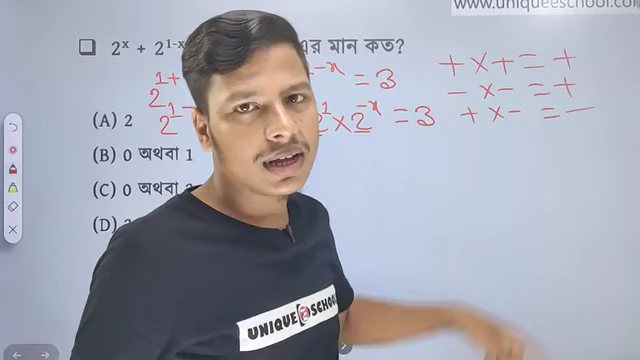 www.uniqueeschool.com
❑ 2ˣ + 2¹⁻ˣ এর মান কত?
= 3
+ × + = +
- × - = +
+ × - = -
2¹ × 2⁻ˣ = 3
(A) 2
(B) 0 অথবা 1
(C) 0 অথবা
(D)
UNIQUE SCHOOL